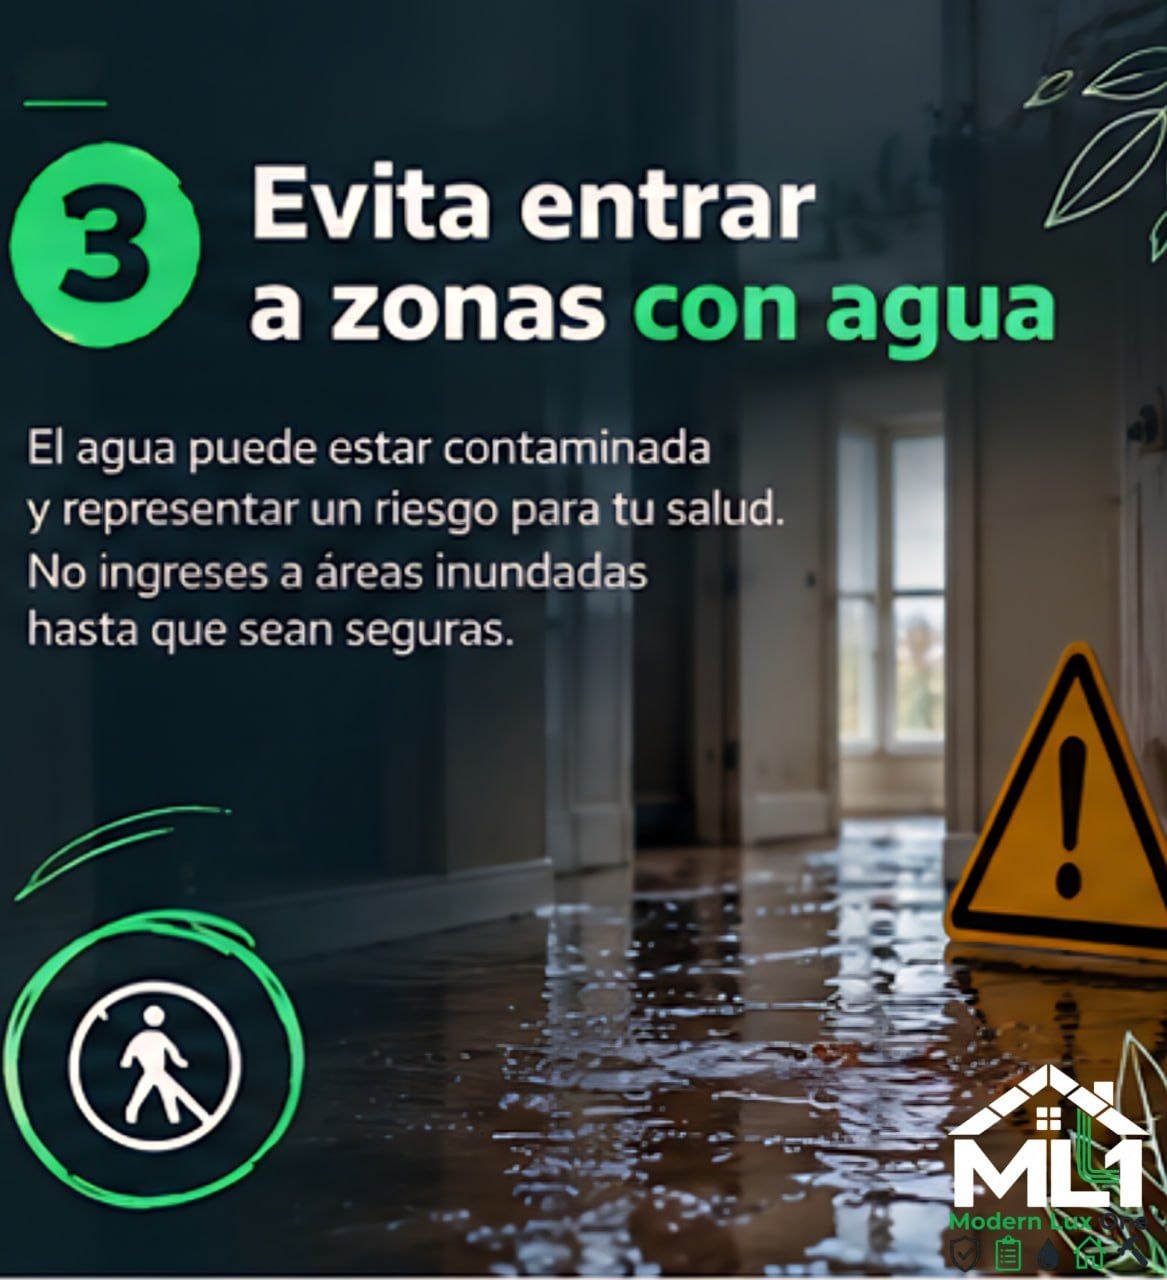 3
Evita entrar
a zonas con agua
El agua puede estar contaminada
y representar un riesgo para tu salud.
No ingreses a áreas inundadas
hasta que sean seguras.
!
ML1
Modern Lux One